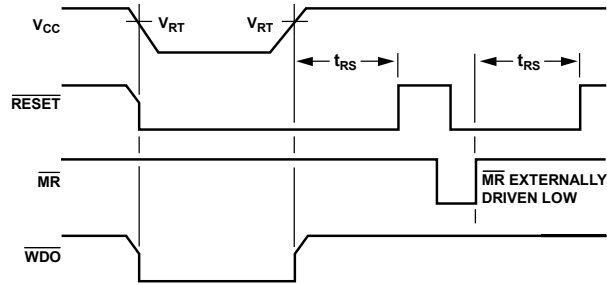 VCC
VRT
VRT
tRS
tRS
RESET
MR
MR EXTERNALLY
DRIVEN LOW
WDO